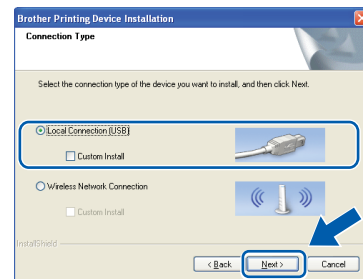 Brother Printing Device Installation
Connection Type
Select the connection type of the device you want to install, and then click Next.
Local Connection (USB)
Custom Install
Wireless Network Connection
Custom Install
InstallShield
< Back
Next >
Cancel